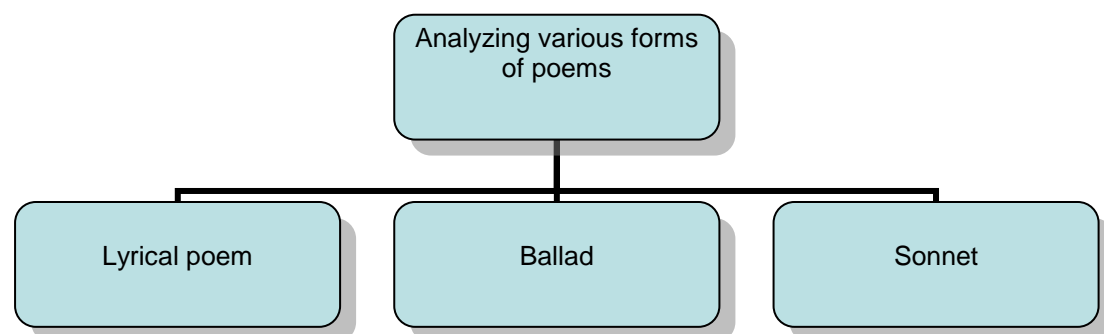 Analyzing various forms
of poems
Lyrical poem
Ballad
Sonnet